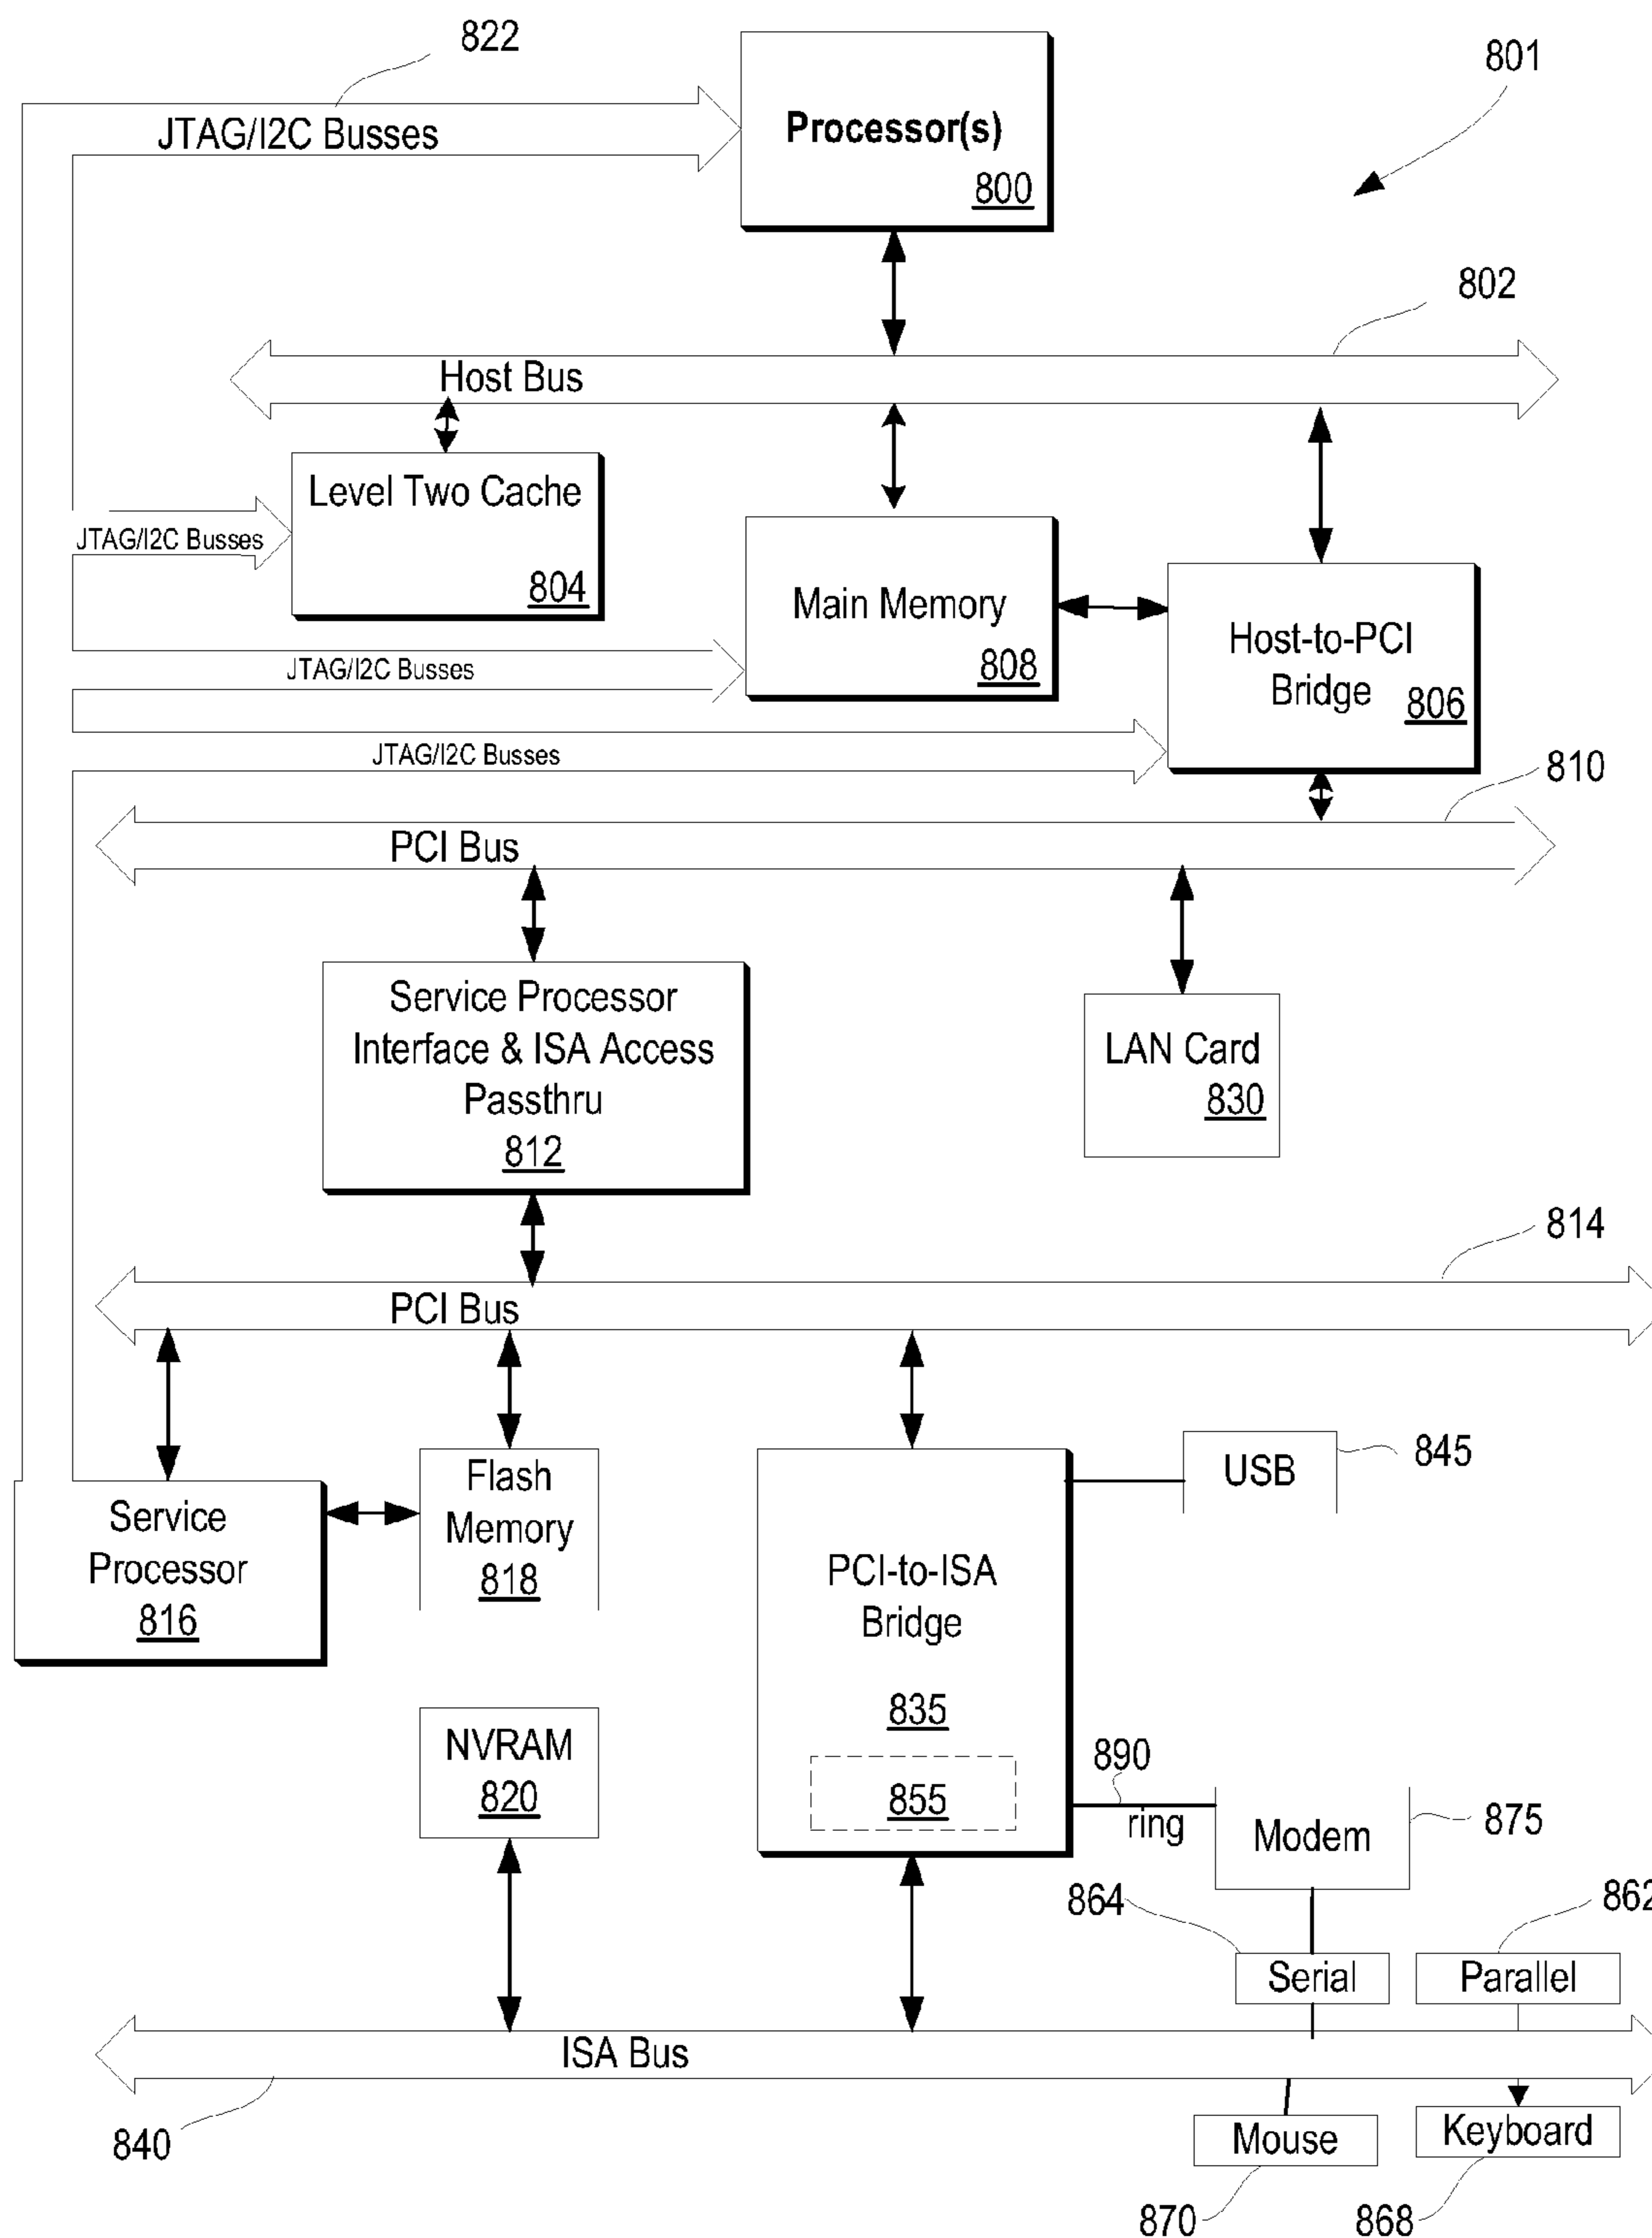 822
801
JTAG/I2C Busses
Processor(s)
800
802
Host Bus
Level Two Cache
804
JTAG/I2C Busses
Main Memory
808
Host-to-PCI
Bridge
806
JTAG/I2C Busses
JTAG/I2C Busses
810
PCI Bus
Service Processor
Interface & ISA Access
Passthru
812
LAN Card
830
814
PCI Bus
Service
Processor
816
Flash
Memory
818
USB
845
PCI-to-ISA
Bridge
835
855
NVRAM
820
890
ring
Modem
875
864
862
Serial
Parallel
ISA Bus
840
Mouse
Keyboard
870
868